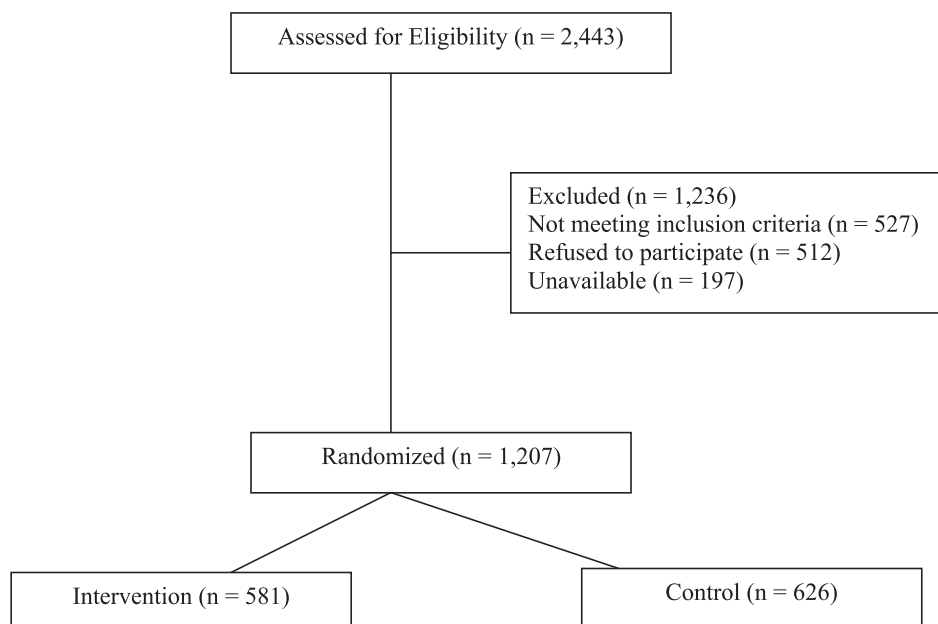 Assessed for Eligibility (n = 2,443)
Excluded (n = 1,236)
Not meeting inclusion criteria (n = 527)
Refused to participate (n = 512)
Unavailable (n = 197)
Randomized (n = 1,207)
Intervention (n = 581)
Control (n = 626)